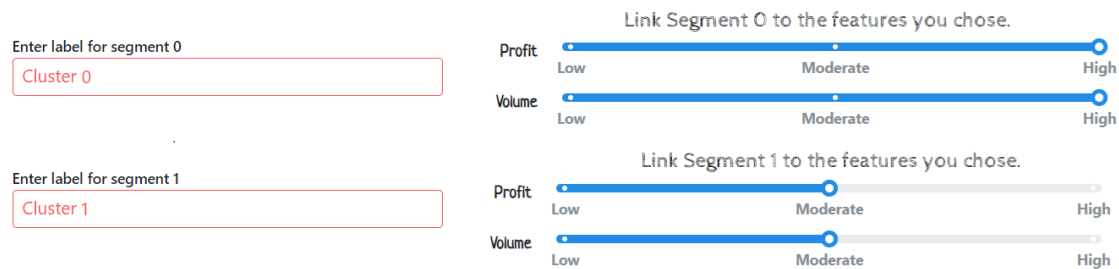 Enter label for segment 0
Cluster 0
Link Segment 0 to the features you chose.
Profit
Low Moderate High
Volume
Low Moderate High
Enter label for segment 1
Cluster 1
Link Segment 1 to the features you chose.
Profit
Low Moderate High
Volume
Low Moderate High